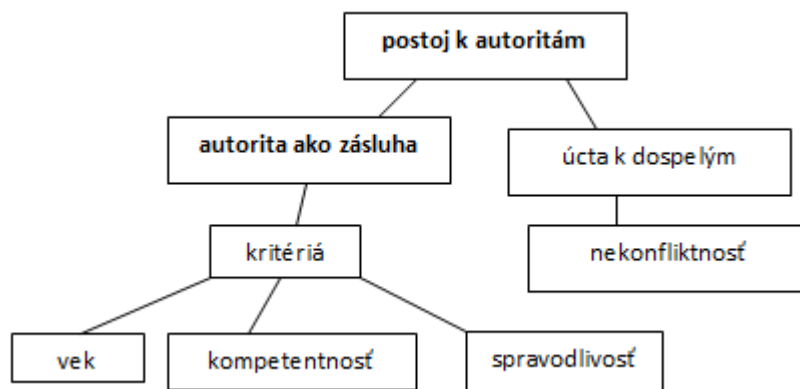 postoj k autoritám
autorita ako zásluha
úcta k dospelým
kritériá
nekonfliktnosť
vek
kompetentnosť
spravodlivosť